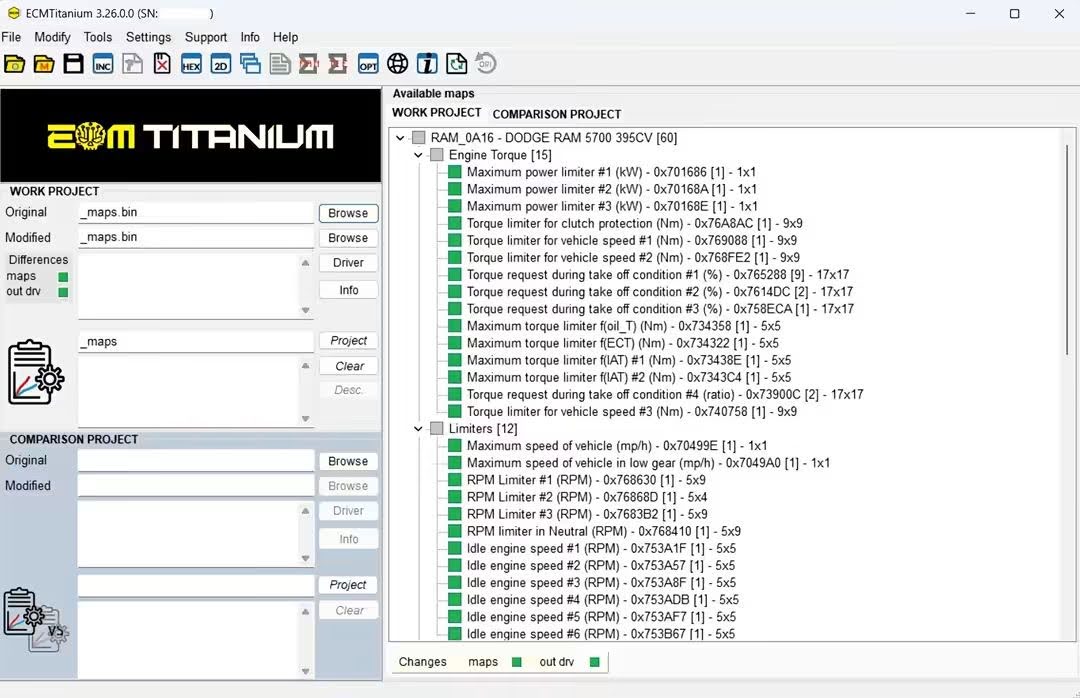 ECMTitanium 3.26.0.0 (SN: )
File Modify Tools Settings Support Info Help
INC HEX 2D OPT ORI
ECM TITANIUM
WORK PROJECT
Original _maps.bin Browse
Modified _maps.bin Browse
Differences Driver
maps
out drv Info
_maps Project
Clear
Desc.
COMPARISON PROJECT
Original Browse
Modified Browse
Driver
Info
Project
Clear
VS
Available maps
WORK PROJECT COMPARISON PROJECT
RAM_0A16 - DODGE RAM 5700 395CV [60]
Engine Torque [15]
Maximum power limiter #1 (kW) - 0x701686 [1] - 1x1
Maximum power limiter #2 (kW) - 0x70168A [1] - 1x1
Maximum power limiter #3 (kW) - 0x70168E [1] - 1x1
Torque limiter for clutch protection (Nm) - 0x76A8AC [1] - 9x9
Torque limiter for vehicle speed #1 (Nm) - 0x769088 [1] - 9x9
Torque limiter for vehicle speed #2 (Nm) - 0x768FE2 [1] - 9x9
Torque request during take off condition #1 (%) - 0x765288 [9] - 17x17
Torque request during take off condition #2 (%) - 0x7614DC [2] - 17x17
Torque request during take off condition #3 (%) - 0x758ECA [1] - 17x17
Maximum torque limiter f(oil_T) (Nm) - 0x734358 [1] - 5x5
Maximum torque limiter f(ECT) (Nm) - 0x734322 [1] - 5x5
Maximum torque limiter f(IAT) #1 (Nm) - 0x73438E [1] - 5x5
Maximum torque limiter f(IAT) #2 (Nm) - 0x7343C4 [1] - 5x5
Torque request during take off condition #4 (ratio) - 0x73900C [2] - 17x17
Torque limiter for vehicle speed #3 (Nm) - 0x740758 [1] - 9x9
Limiters [12]
Maximum speed of vehicle (mp/h) - 0x70499E [1] - 1x1
Maximum speed of vehicle in low gear (mp/h) - 0x7049A0 [1] - 1x1
RPM Limiter #1 (RPM) - 0x768630 [1] - 5x9
RPM Limiter #2 (RPM) - 0x76868D [1] - 5x4
RPM Limiter #3 (RPM) - 0x7683B2 [1] - 5x9
RPM limiter in Neutral (RPM) - 0x768410 [1] - 5x9
Idle engine speed #1 (RPM) - 0x753A1F [1] - 5x5
Idle engine speed #2 (RPM) - 0x753A57 [1] - 5x5
Idle engine speed #3 (RPM) - 0x753A8F [1] - 5x5
Idle engine speed #4 (RPM) - 0x753ADB [1] - 5x5
Idle engine speed #5 (RPM) - 0x753AF7 [1] - 5x5
Idle engine speed #6 (RPM) - 0x753B67 [1] - 5x5
Changes maps out drv